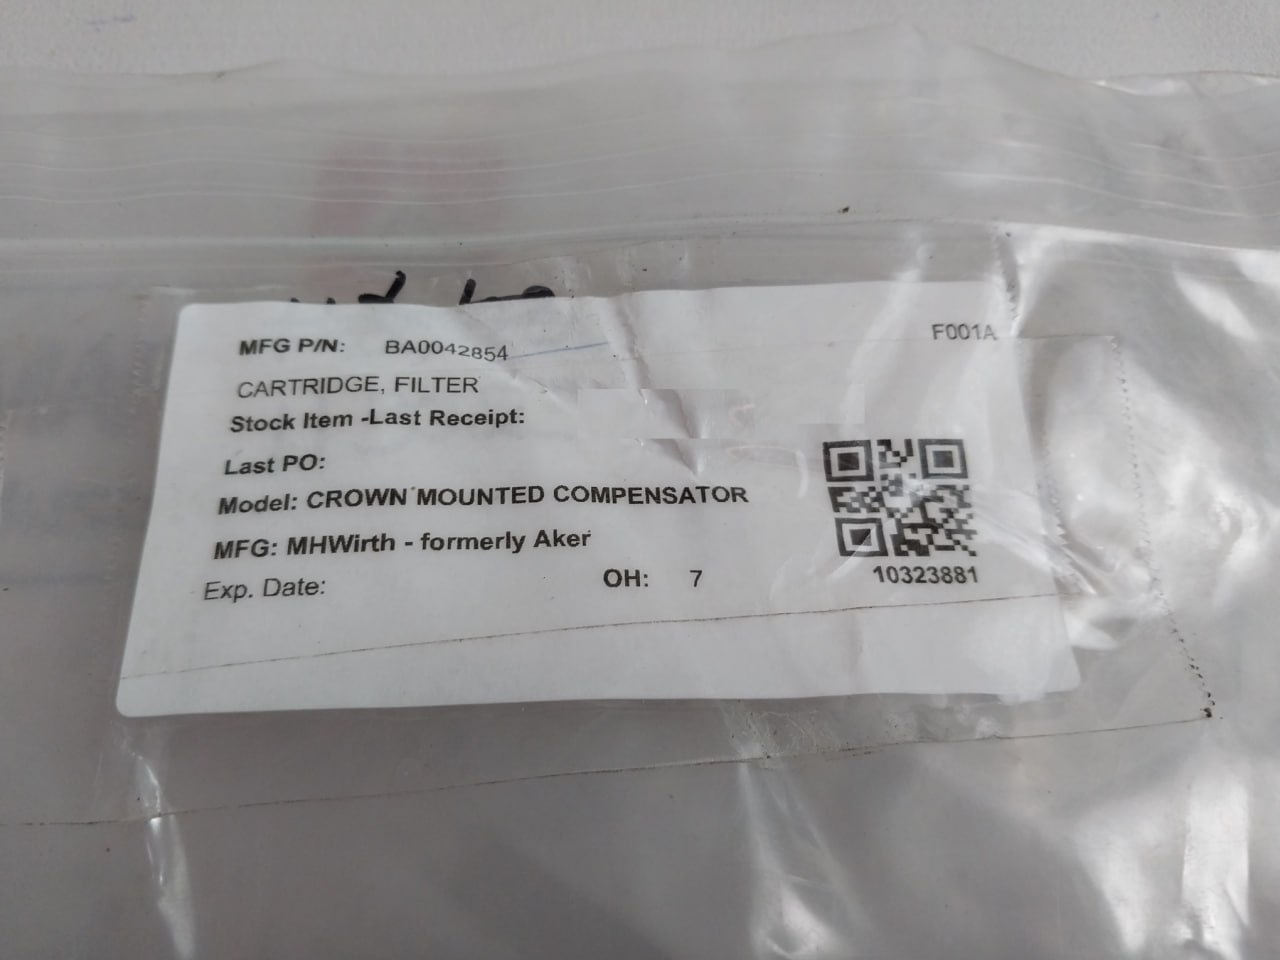 MFG P/N: BA0042854 F001A
CARTRIDGE, FILTER
Stock Item -Last Receipt:
Last PO:
Model: CROWN MOUNTED COMPENSATOR
MFG: MHWirth - formerly Aker
Exp. Date: OH: 7
10323881